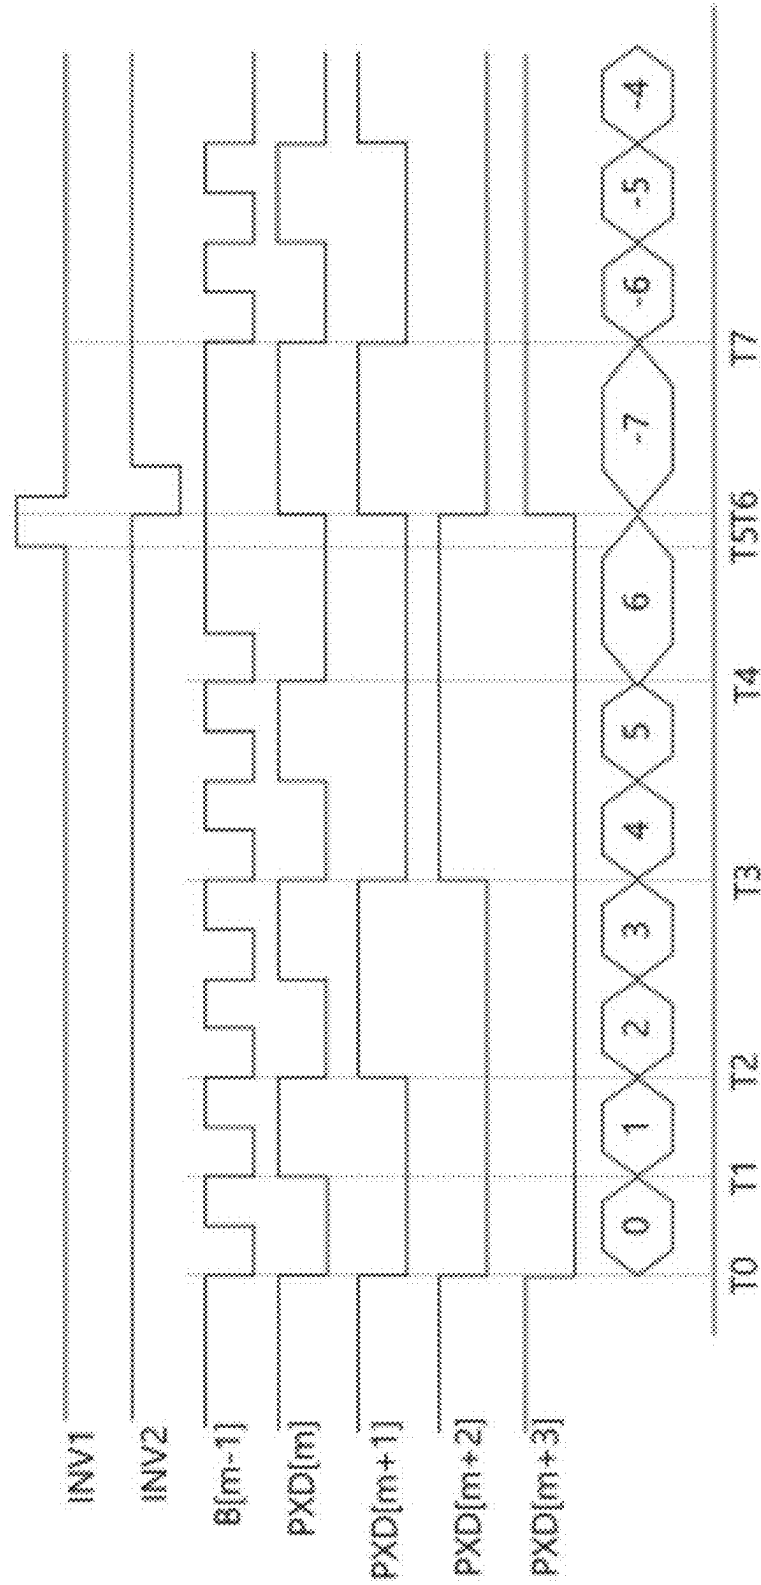 INV1
INV2
B[m-1]
PXD[m]
PXD[m+1]
PXD[m+2]
PXD[m+3]
0 1 2 3 4 5 6 -7 -6 -5 -4
T0 T1 T2 T3 T4 T5T6 T7